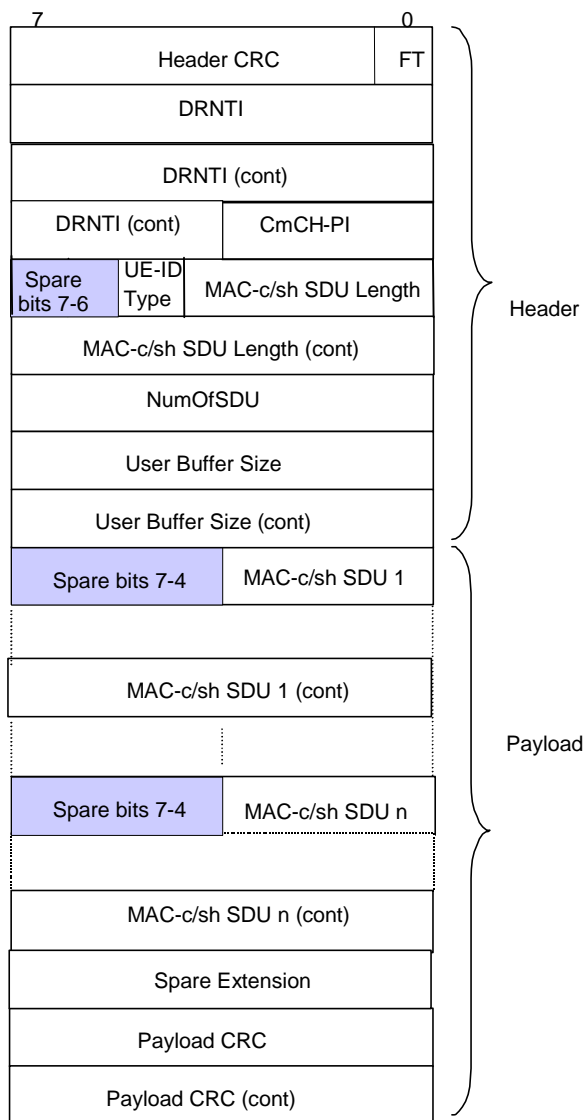 7 0
Header CRC FT
DRNTI
DRNTI (cont)
DRNTI (cont) CmCH-PI
Spare bits 7-6 UE-ID Type MAC-c/sh SDU Length
MAC-c/sh SDU Length (cont)
NumOfSDU
User Buffer Size
User Buffer Size (cont)
Header
Spare bits 7-4 MAC-c/sh SDU 1
MAC-c/sh SDU 1 (cont)
Spare bits 7-4 MAC-c/sh SDU n
MAC-c/sh SDU n (cont)
Spare Extension
Payload CRC
Payload CRC (cont)
Payload